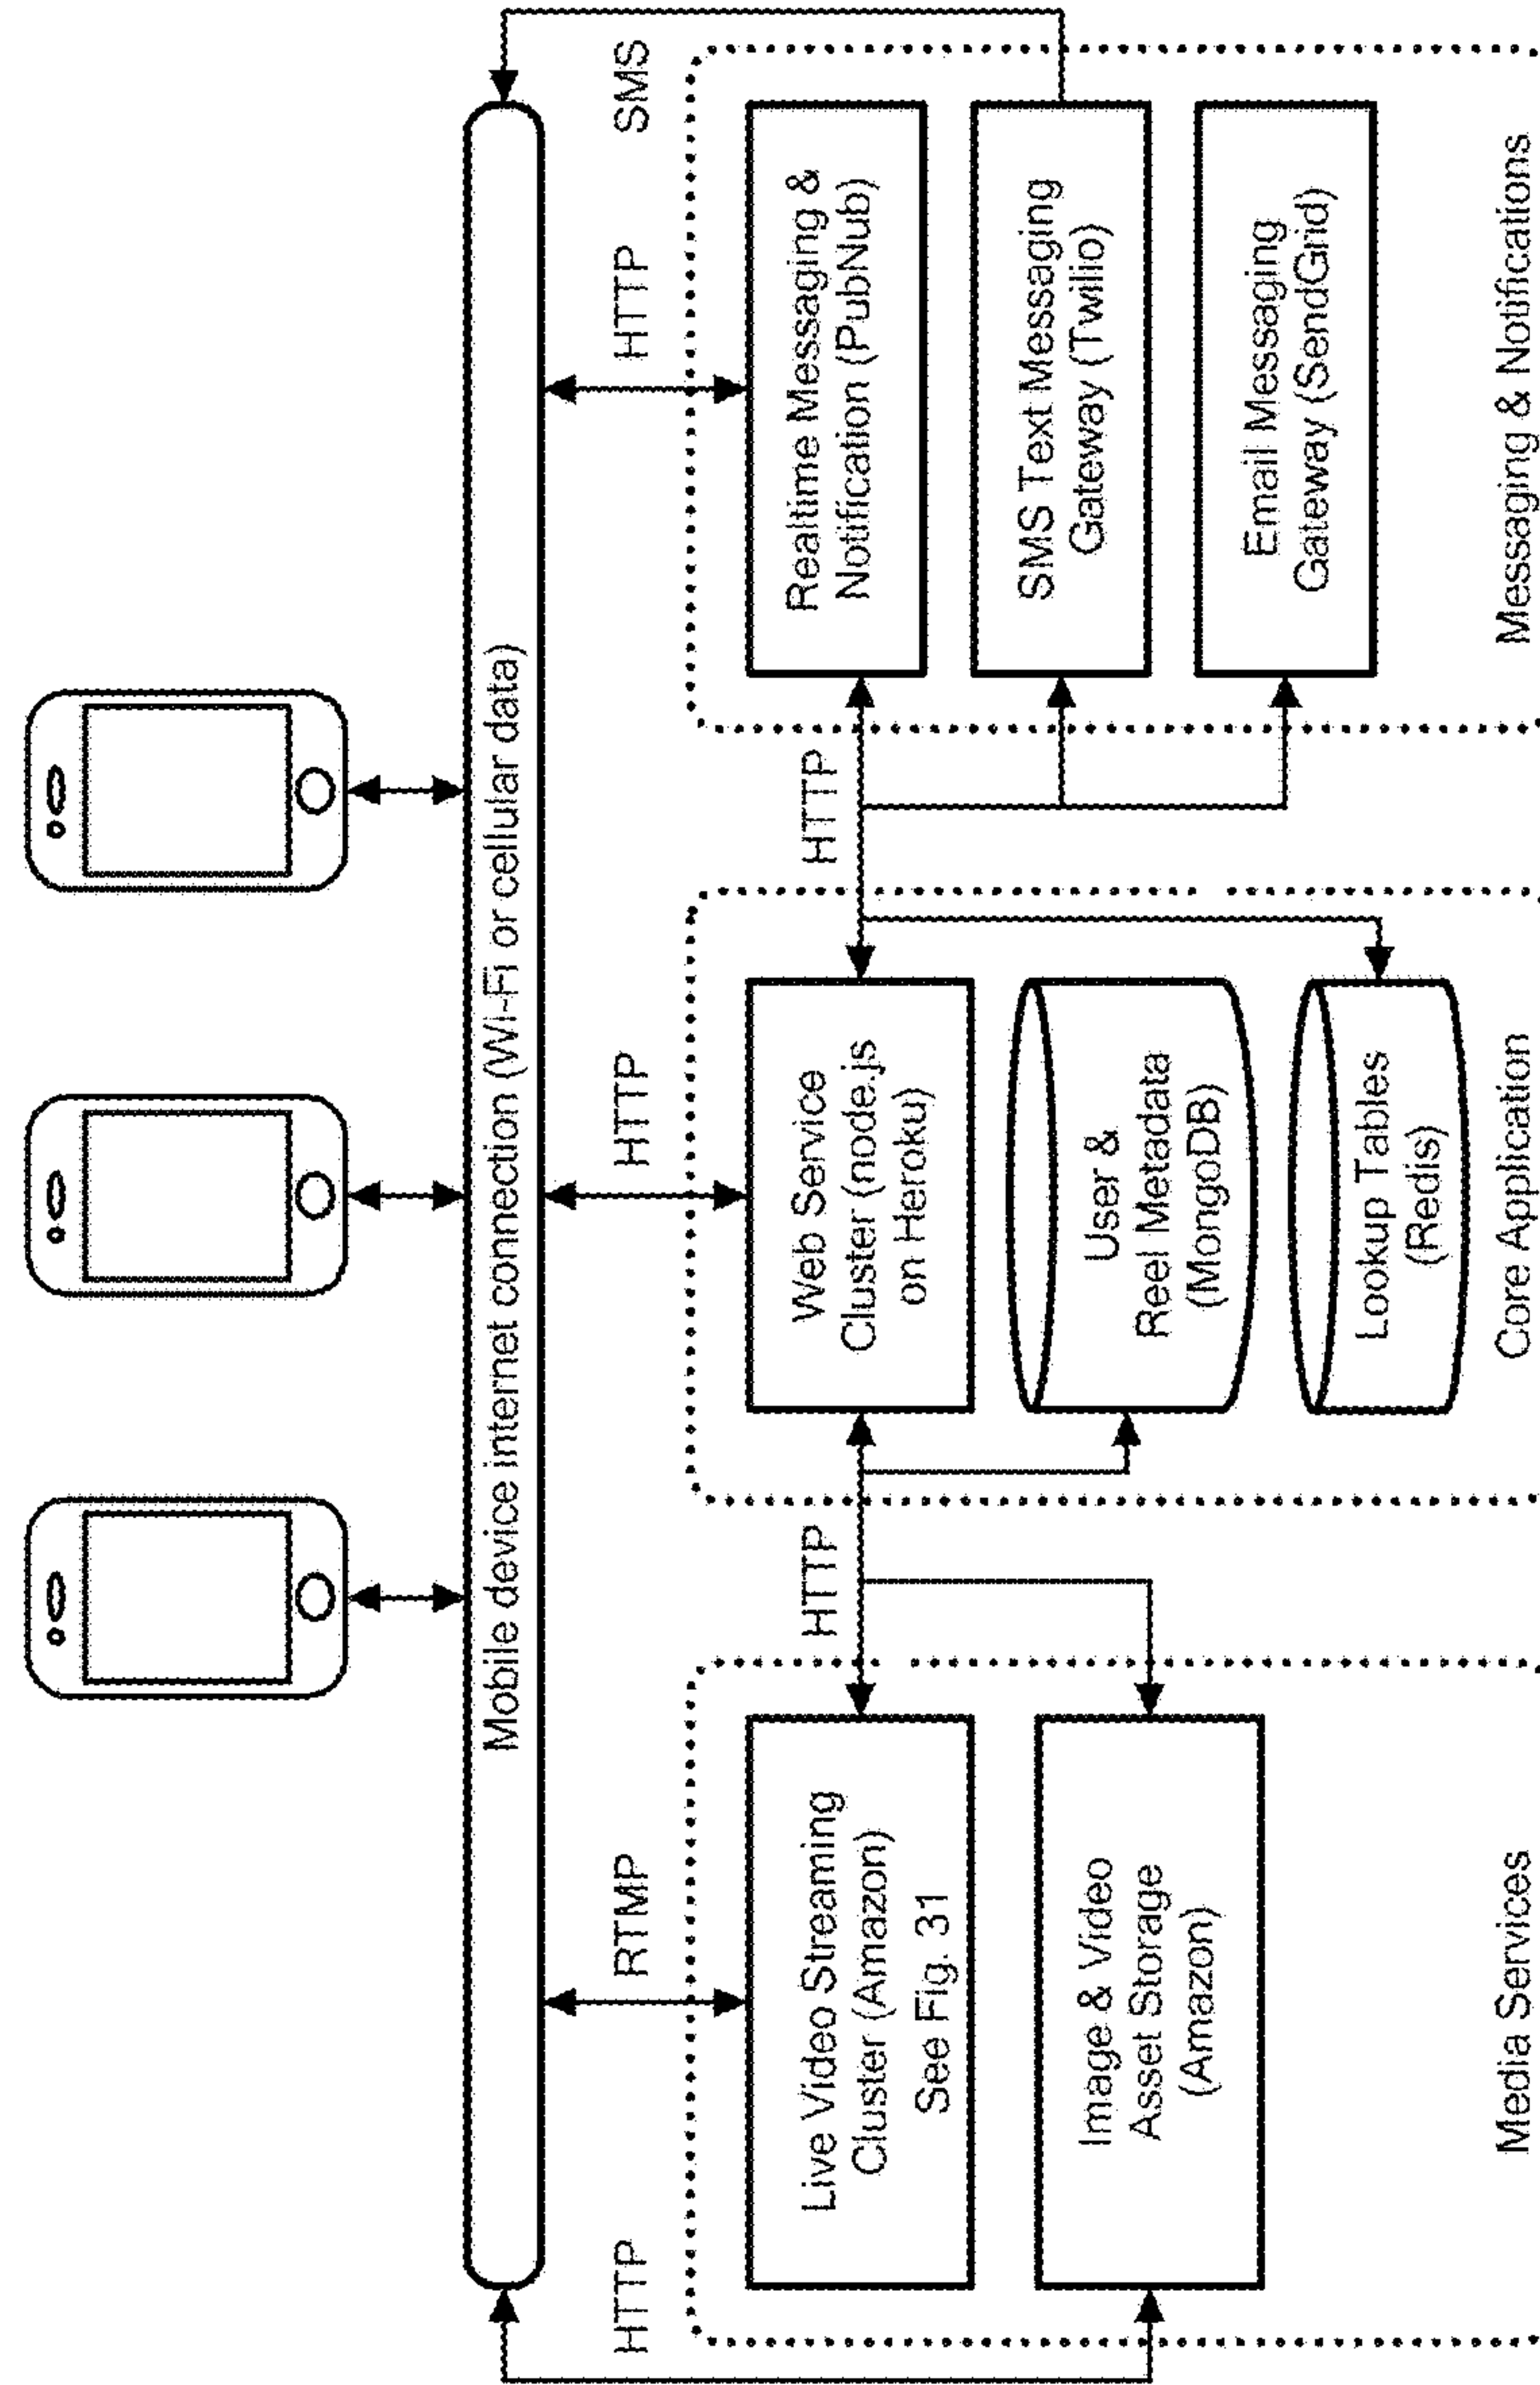 Mobile device internet connection (Wi-Fi or cellular data)
HTTP
RTMP
HTTP
HTTP
SMS
Live Video Streaming
Cluster (Amazon)
See Fig. 31
Image & Video
Asset Storage
(Amazon)
Media Services
HTTP
Web Service
Cluster (node.js
on Heroku)
User &
Reel Metadata
(MongoDB)
Lookup Tables
(Redis)
Core Application
HTTP
Realtime Messaging &
Notification (PubNub)
SMS Text Messaging
Gateway (Twilio)
Email Messaging
Gateway (SendGrid)
Messaging & Notifications